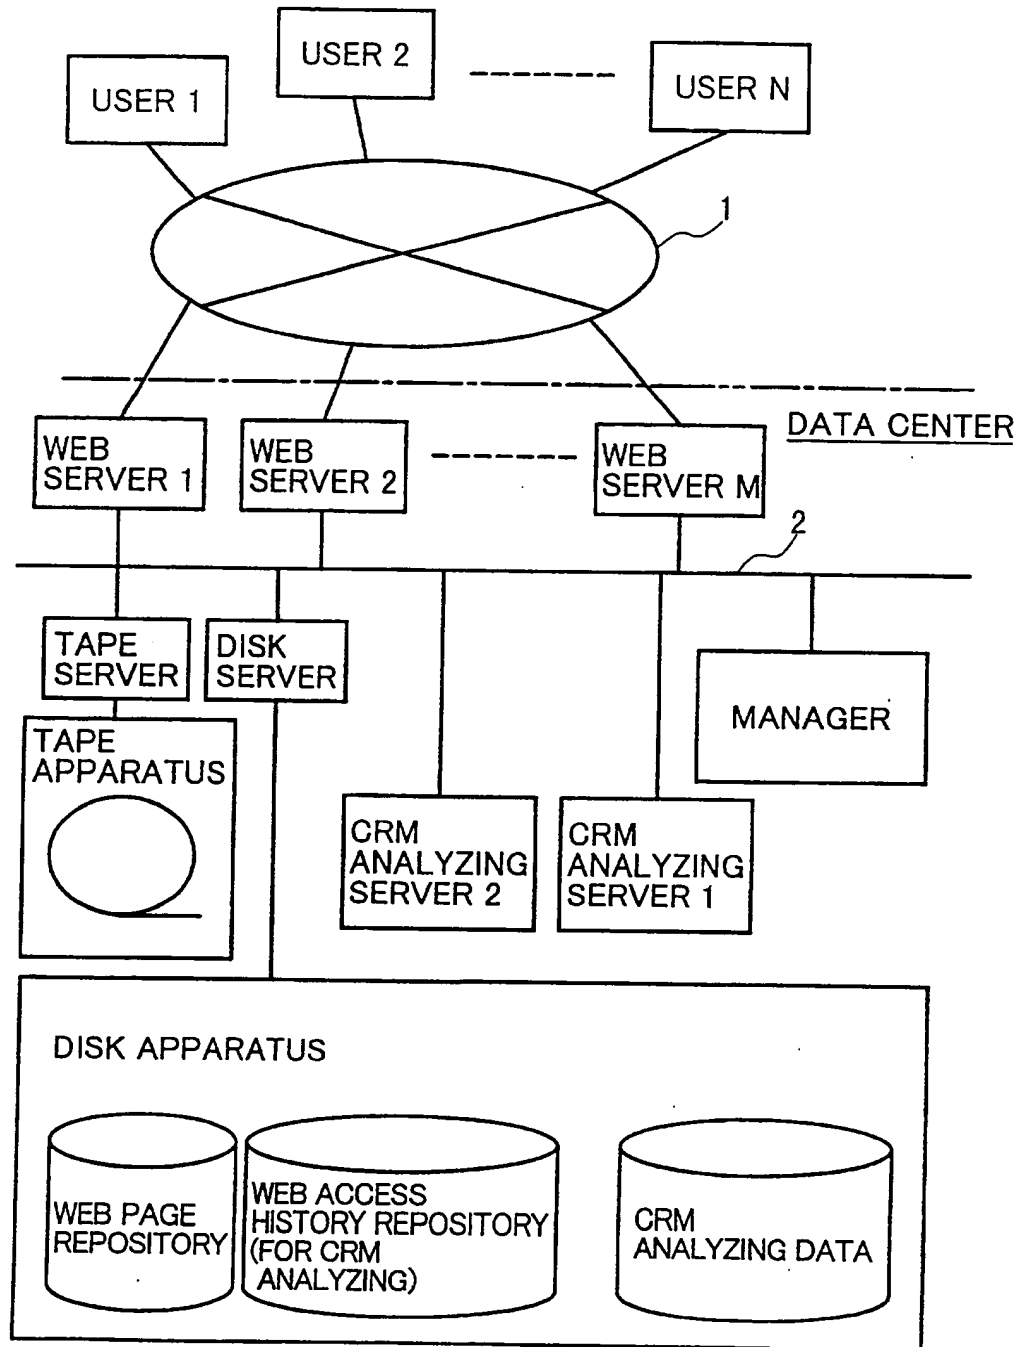 USER 1
USER 2
USER N
1
DATA CENTER
WEB
SERVER 1
WEB
SERVER 2
WEB
SERVER M
2
TAPE
SERVER
DISK
SERVER
MANAGER
TAPE
APPARATUS
CRM
ANALYZING
SERVER 2
CRM
ANALYZING
SERVER 1
DISK APPARATUS
WEB PAGE
REPOSITORY
WEB ACCESS
HISTORY REPOSITORY
(FOR CRM
ANALYZING)
CRM
ANALYZING DATA